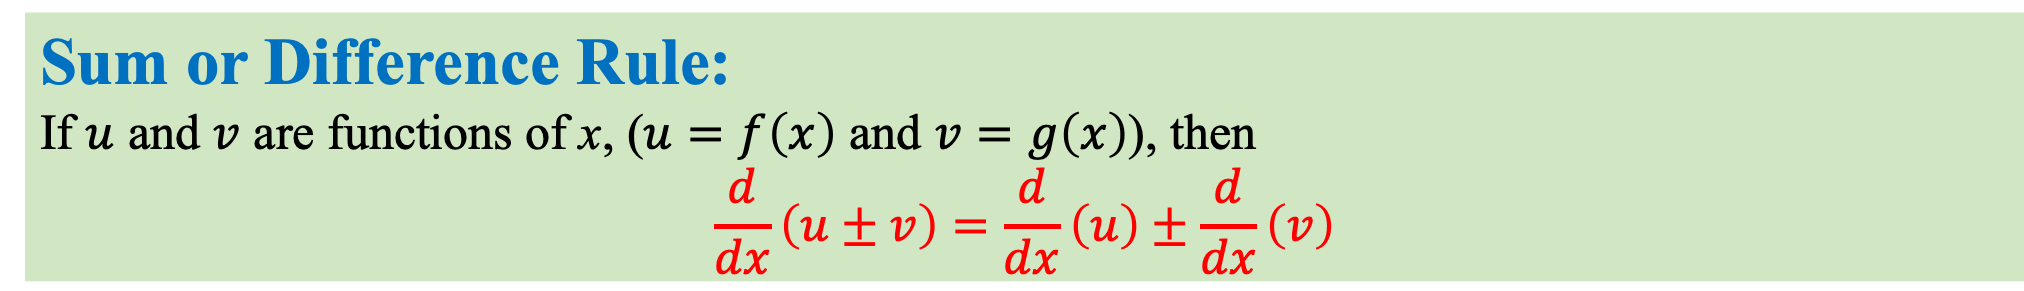 Sum or Difference Rule:
If u and v are functions of x, (u = f(x) and v = g(x)), then
d/dx (u ± v) = d/dx (u) ± d/dx (v)